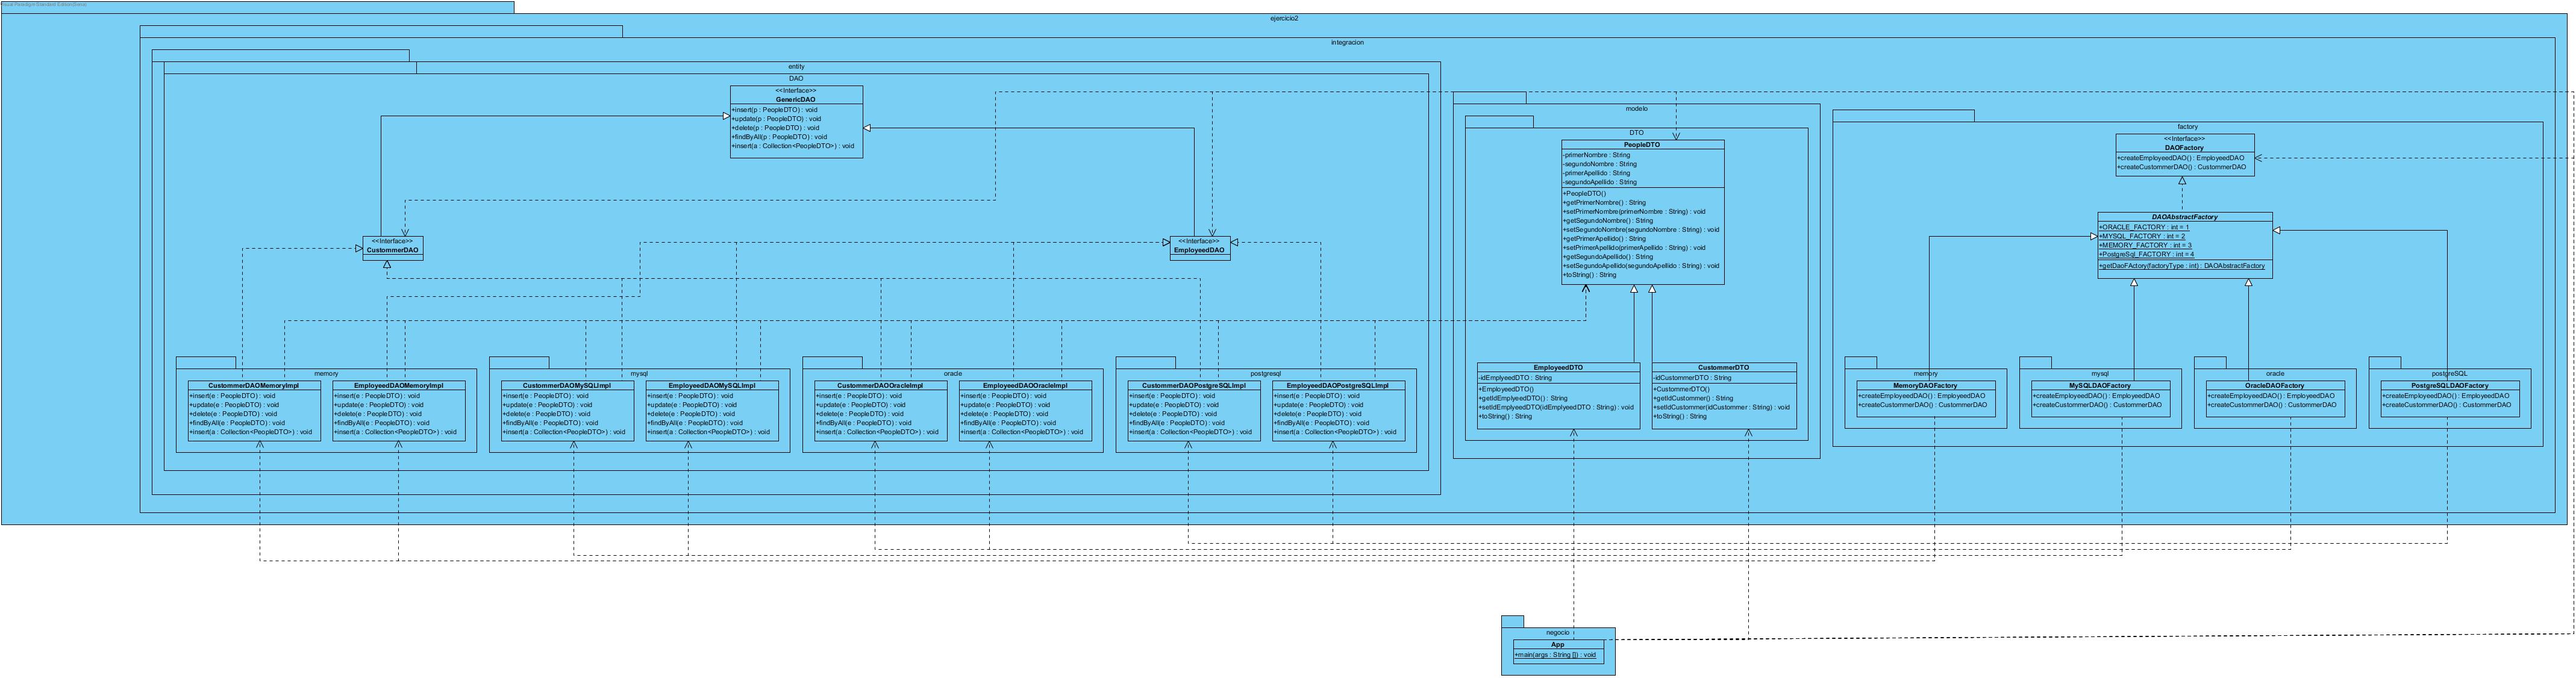 Visual Paradigm Standard Edition(Diana)
ejercicio2
integracion
entity
DAO
<<Interface>>
GenericDAO
+insert(p : PeopleDTO) : void
+update(p : PeopleDTO) : void
+delete(p : PeopleDTO) : void
+findByAll(p : PeopleDTO) : void
+insert(a : Collection<PeopleDTO>) : void
<<Interface>>
CustommerDAO
<<Interface>>
EmployeedDAO
memory
CustommerDAOMemoryImpl
+insert(e : PeopleDTO) : void
+update(e : PeopleDTO) : void
+delete(e : PeopleDTO) : void
+findByAll(e : PeopleDTO) : void
+insert(a : Collection<PeopleDTO>) : void
EmployeedDAOMemoryImpl
+insert(e : PeopleDTO) : void
+update(e : PeopleDTO) : void
+delete(e : PeopleDTO) : void
+findByAll(e : PeopleDTO) : void
+insert(a : Collection<PeopleDTO>) : void
mysql
CustommerDAOMySQLImpl
+insert(e : PeopleDTO) : void
+update(e : PeopleDTO) : void
+delete(e : PeopleDTO) : void
+findByAll(e : PeopleDTO) : void
+insert(a : Collection<PeopleDTO>) : void
EmployeedDAOMySQLImpl
+insert(e : PeopleDTO) : void
+update(e : PeopleDTO) : void
+delete(e : PeopleDTO) : void
+findByAll(e : PeopleDTO) : void
+insert(a : Collection<PeopleDTO>) : void
oracle
CustommerDAOOracleImpl
+insert(e : PeopleDTO) : void
+update(e : PeopleDTO) : void
+delete(e : PeopleDTO) : void
+findByAll(e : PeopleDTO) : void
+insert(a : Collection<PeopleDTO>) : void
EmployeedDAOOracleImpl
+insert(e : PeopleDTO) : void
+update(e : PeopleDTO) : void
+delete(e : PeopleDTO) : void
+findByAll(e : PeopleDTO) : void
+insert(a : Collection<PeopleDTO>) : void
postgresql
CustommerDAOPostgreSQLImpl
+insert(e : PeopleDTO) : void
+update(e : PeopleDTO) : void
+delete(e : PeopleDTO) : void
+findByAll(e : PeopleDTO) : void
+insert(a : Collection<PeopleDTO>) : void
EmployeedDAOPostgreSQLImpl
+insert(e : PeopleDTO) : void
+update(e : PeopleDTO) : void
+delete(e : PeopleDTO) : void
+findByAll(e : PeopleDTO) : void
+insert(a : Collection<PeopleDTO>) : void
modelo
DTO
PeopleDTO
-primerNombre : String
-segundoNombre : String
-primerApellido : String
-segundoApellido : String
+PeopleDTO()
+getPrimerNombre() : String
+setPrimerNombre(primerNombre : String) : void
+getSegundoNombre() : String
+setSegundoNombre(segundoNombre : String) : void
+getPrimerApellido() : String
+setPrimerApellido(primerApellido : String) : void
+getSegundoApellido() : String
+setSegundoApellido(segundoApellido : String) : void
+toString() : String
EmployeedDTO
-idEmplyeedDTO : String
+EmployeedDTO()
+getIdEmplyeedDTO() : String
+setIdEmplyeedDTO(idEmplyeedDTO : String) : void
+toString() : String
CustommerDTO
-idCustommerDTO : String
+CustommerDTO()
+getIdCustommer() : String
+setIdCustommer(idCustommer : String) : void
+toString() : String
factory
<<Interface>>
DAOFactory
+createEmployeedDAO() : EmployeedDAO
+createCustommerDAO() : CustommerDAO
DAOAbstractFactory
+ORACLE_FACTORY : int = 1
+MYSQL_FACTORY : int = 2
+MEMORY_FACTORY : int = 3
+PostgreSql_FACTORY : int = 4
+getDaoFActory(factoryType : int) : DAOAbstractFactory
memory
MemoryDAOFactory
+createEmployeedDAO() : EmployeedDAO
+createCustommerDAO() : CustommerDAO
mysql
MySQLDAOFactory
+createEmployeedDAO() : EmployeedDAO
+createCustommerDAO() : CustommerDAO
oracle
OracleDAOFactory
+createEmployeedDAO() : EmployeedDAO
+createCustommerDAO() : CustommerDAO
postgreSQL
PostgreSQLDAOFactory
+createEmployeedDAO() : EmployeedDAO
+createCustommerDAO() : CustommerDAO
negocio
App
+main(args : String []) : void